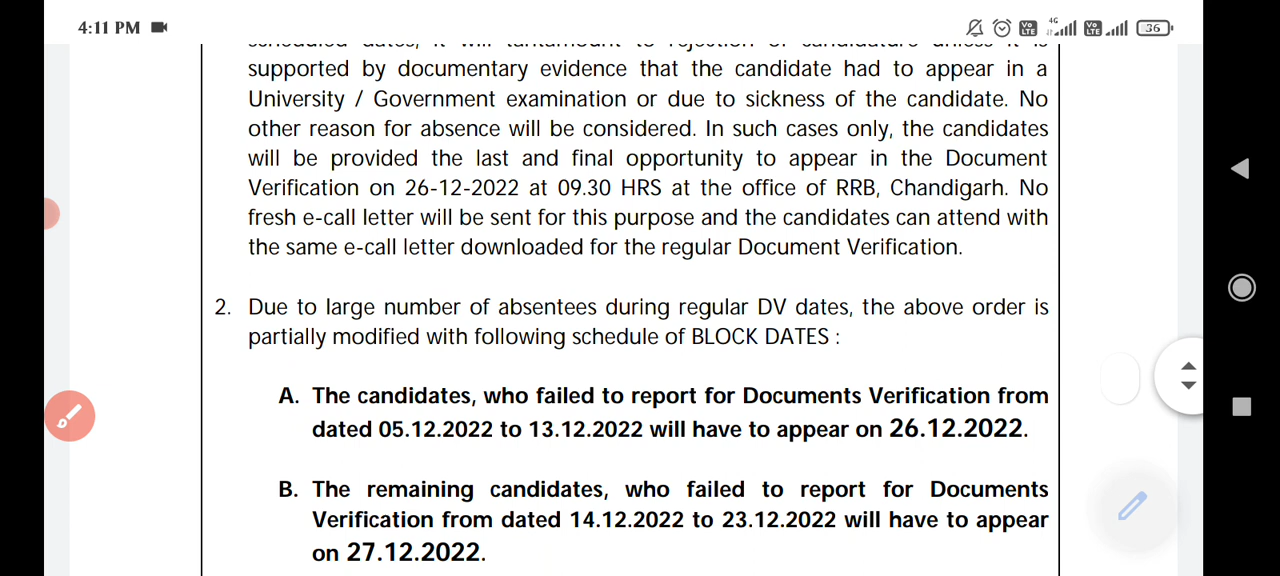 4:11 PM
4G
Vo LTE
Vo LTE
36
supported by documentary evidence that the candidate had to appear in a
University / Government examination or due to sickness of the candidate. No
other reason for absence will be considered. In such cases only, the candidates
will be provided the last and final opportunity to appear in the Document
Verification on 26-12-2022 at 09.30 HRS at the office of RRB, Chandigarh. No
fresh e-call letter will be sent for this purpose and the candidates can attend with
the same e-call letter downloaded for the regular Document Verification.
2. Due to large number of absentees during regular DV dates, the above order is
partially modified with following schedule of BLOCK DATES :
A. The candidates, who failed to report for Documents Verification from
dated 05.12.2022 to 13.12.2022 will have to appear on 26.12.2022.
B. The remaining candidates, who failed to report for Documents
Verification from dated 14.12.2022 to 23.12.2022 will have to appear
on 27.12.2022.